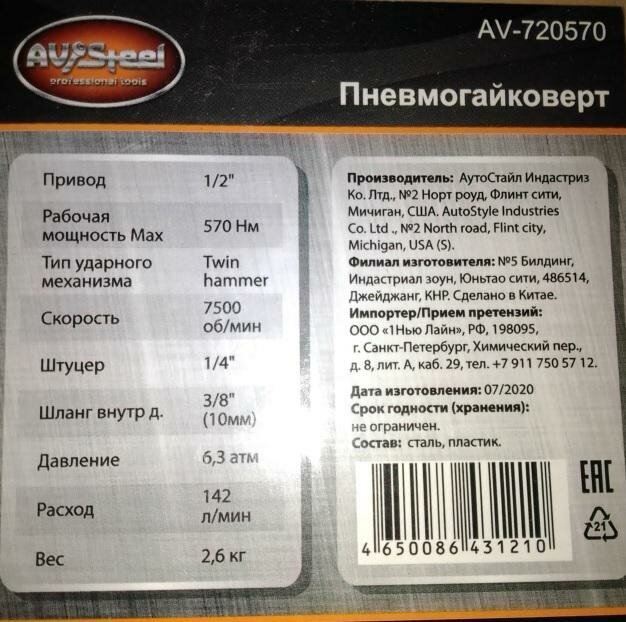 AV-720570
AV Steel
professional tools
Пневмогайковерт
Привод 1/2"
Рабочая
мощность Max 570 Нм
Тип ударного
механизма
Twin
hammer
Скорость 7500
об/мин
Штуцер 1/4"
Шланг внутр д. 3/8"
(10мм)
Давление 6,3 атм
Расход 142
л/мин
Вес 2,6 кг
Производитель: АутоСтайл Индастриз
Ко. Лтд., №2 Норт роуд, Флинт сити,
Мичиган, США. AutoStyle Industries
Co. Ltd ., №2 North road, Flint city,
Michigan, USA (S).
Филиал изготовителя: №5 Билдинг,
Индастриал зоун, Юньтао сити, 486514,
Джейджанг, КНР. Сделано в Китае.
Импортер/Прием претензий:
ООО «1Нью Лайн», РФ, 198095,
г. Санкт-Петербург, Химический пер.,
д. 8, лит. А, каб. 29, тел. +7 911 750 57 12.
Дата изготовления: 07/2020
Срок годности (хранения):
не ограничен.
Состав: сталь, пластик.
4 650086 431210
EAC
21